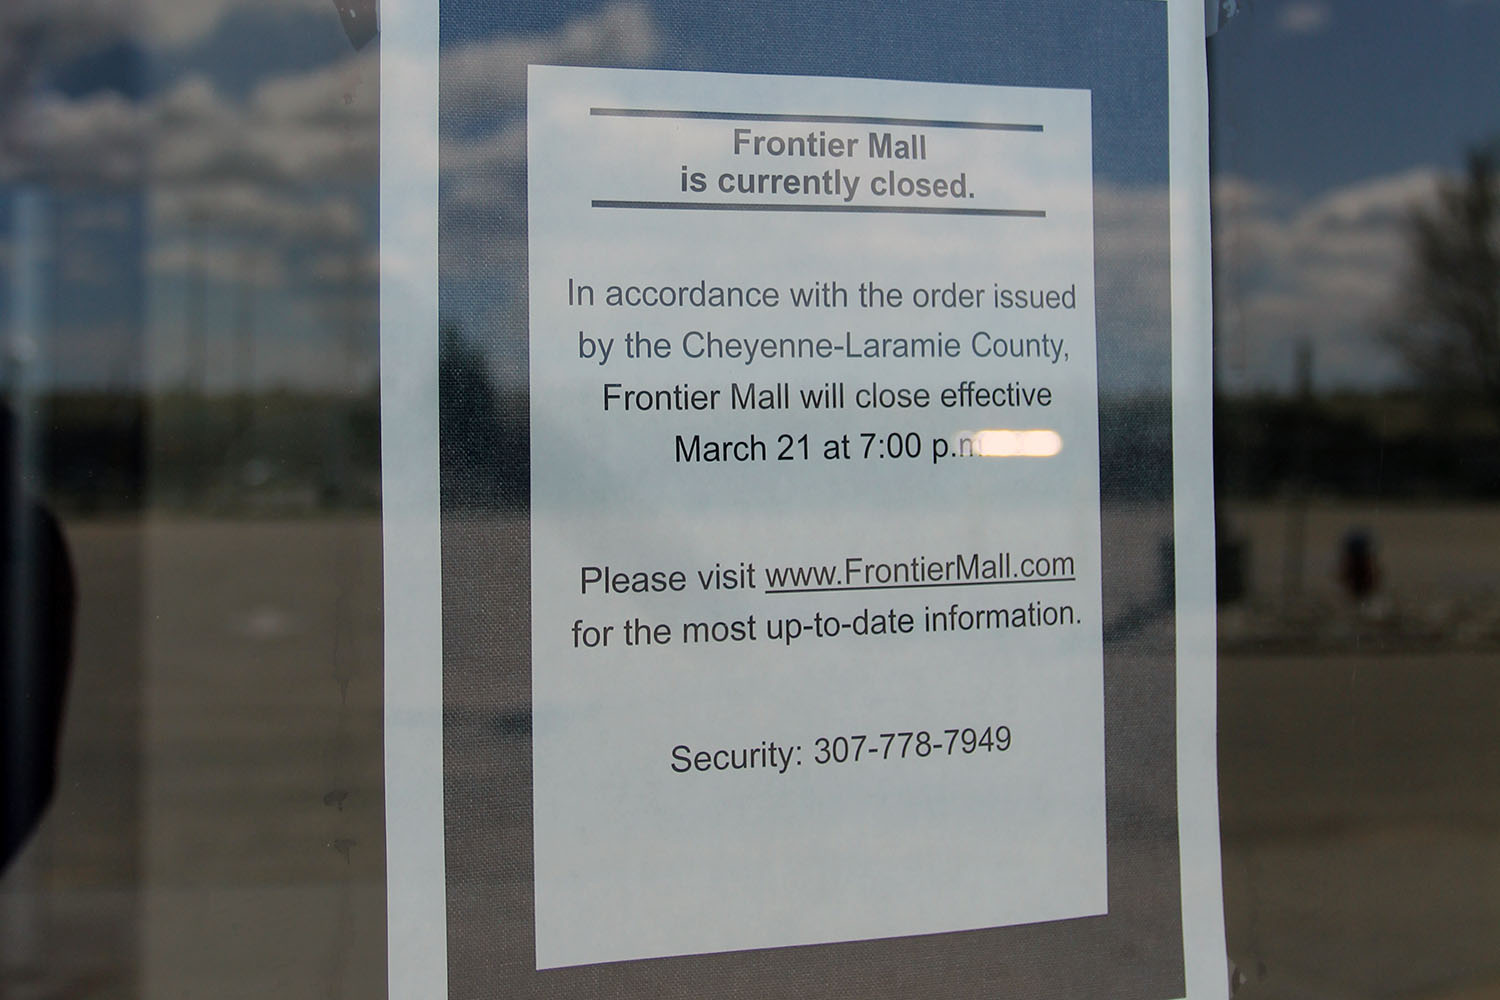 Frontier Mall
is currently closed.
In accordance with the order issued
by the Cheyenne-Laramie County,
Frontier Mall will close effective
March 21 at 7:00 p.m
Please visit www.FrontierMall.com
for the most up-to-date information.
Security: 307-778-7949